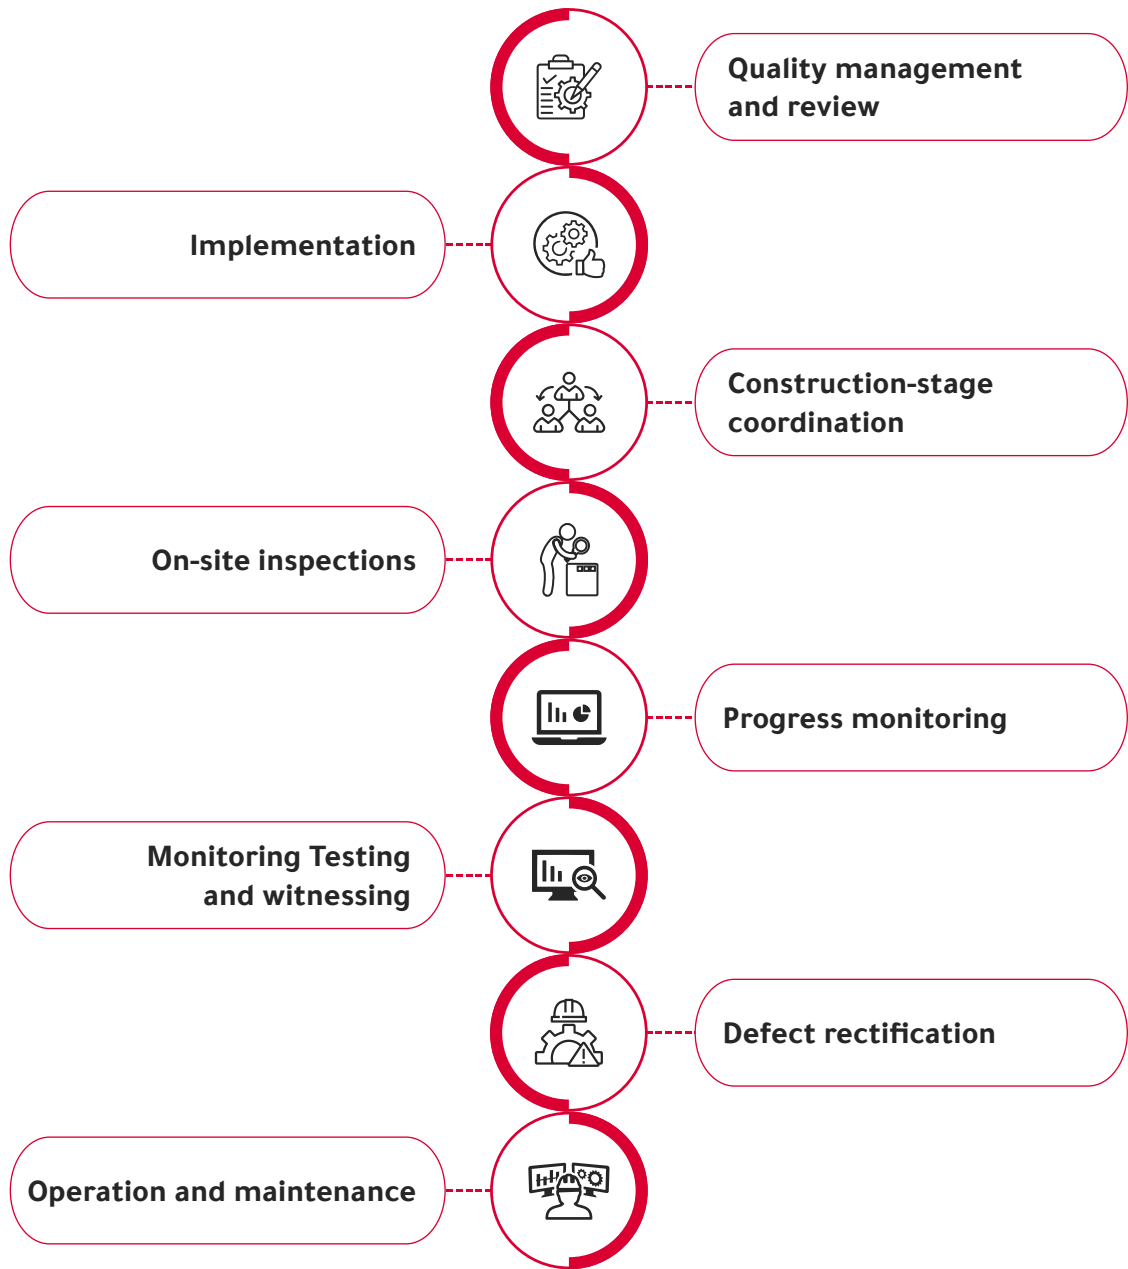 Quality management
and review
Implementation
Construction-stage
coordination
On-site inspections
Progress monitoring
Monitoring Testing
and witnessing
Defect rectification
Operation and maintenance